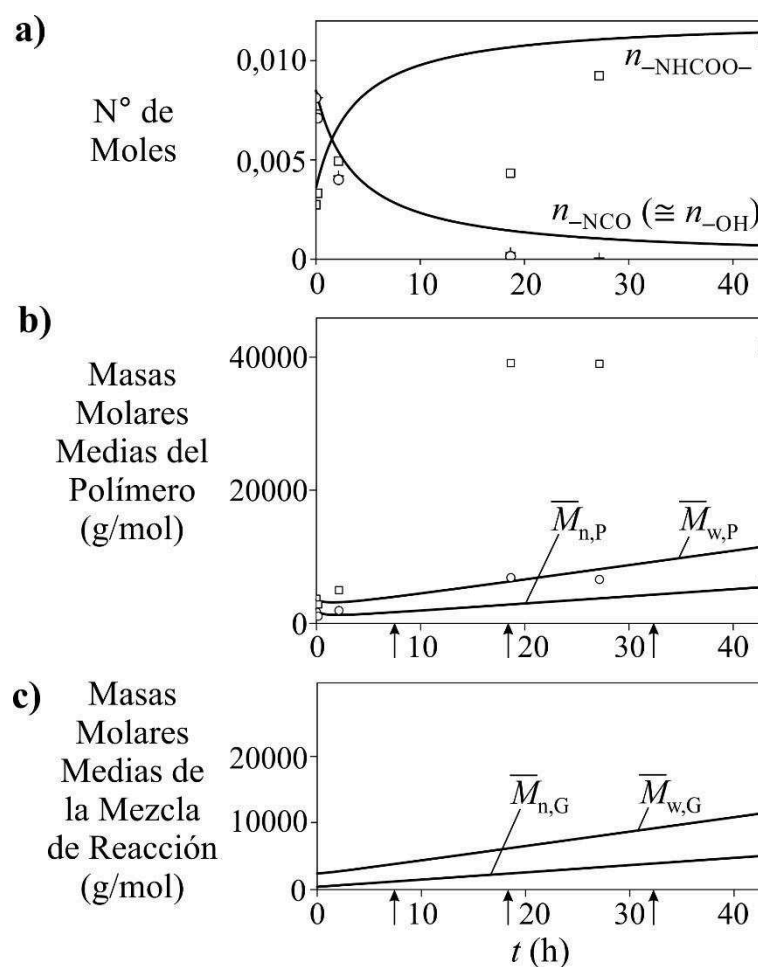 a)
N° de
Moles
0,010
0,005
0
n–NHCOO–
n–NCO (≅ n–OH)
0 10 20 30 40
b)
Masas
Molares
Medias del
Polímero
(g/mol)
40000
20000
0
M̅n,P
M̅w,P
0 10 20 30 40
c)
Masas
Molares
Medias de
la Mezcla
de Reacción
(g/mol)
20000
10000
0
M̅n,G
M̅w,G
0 10 20 30 40
t (h)